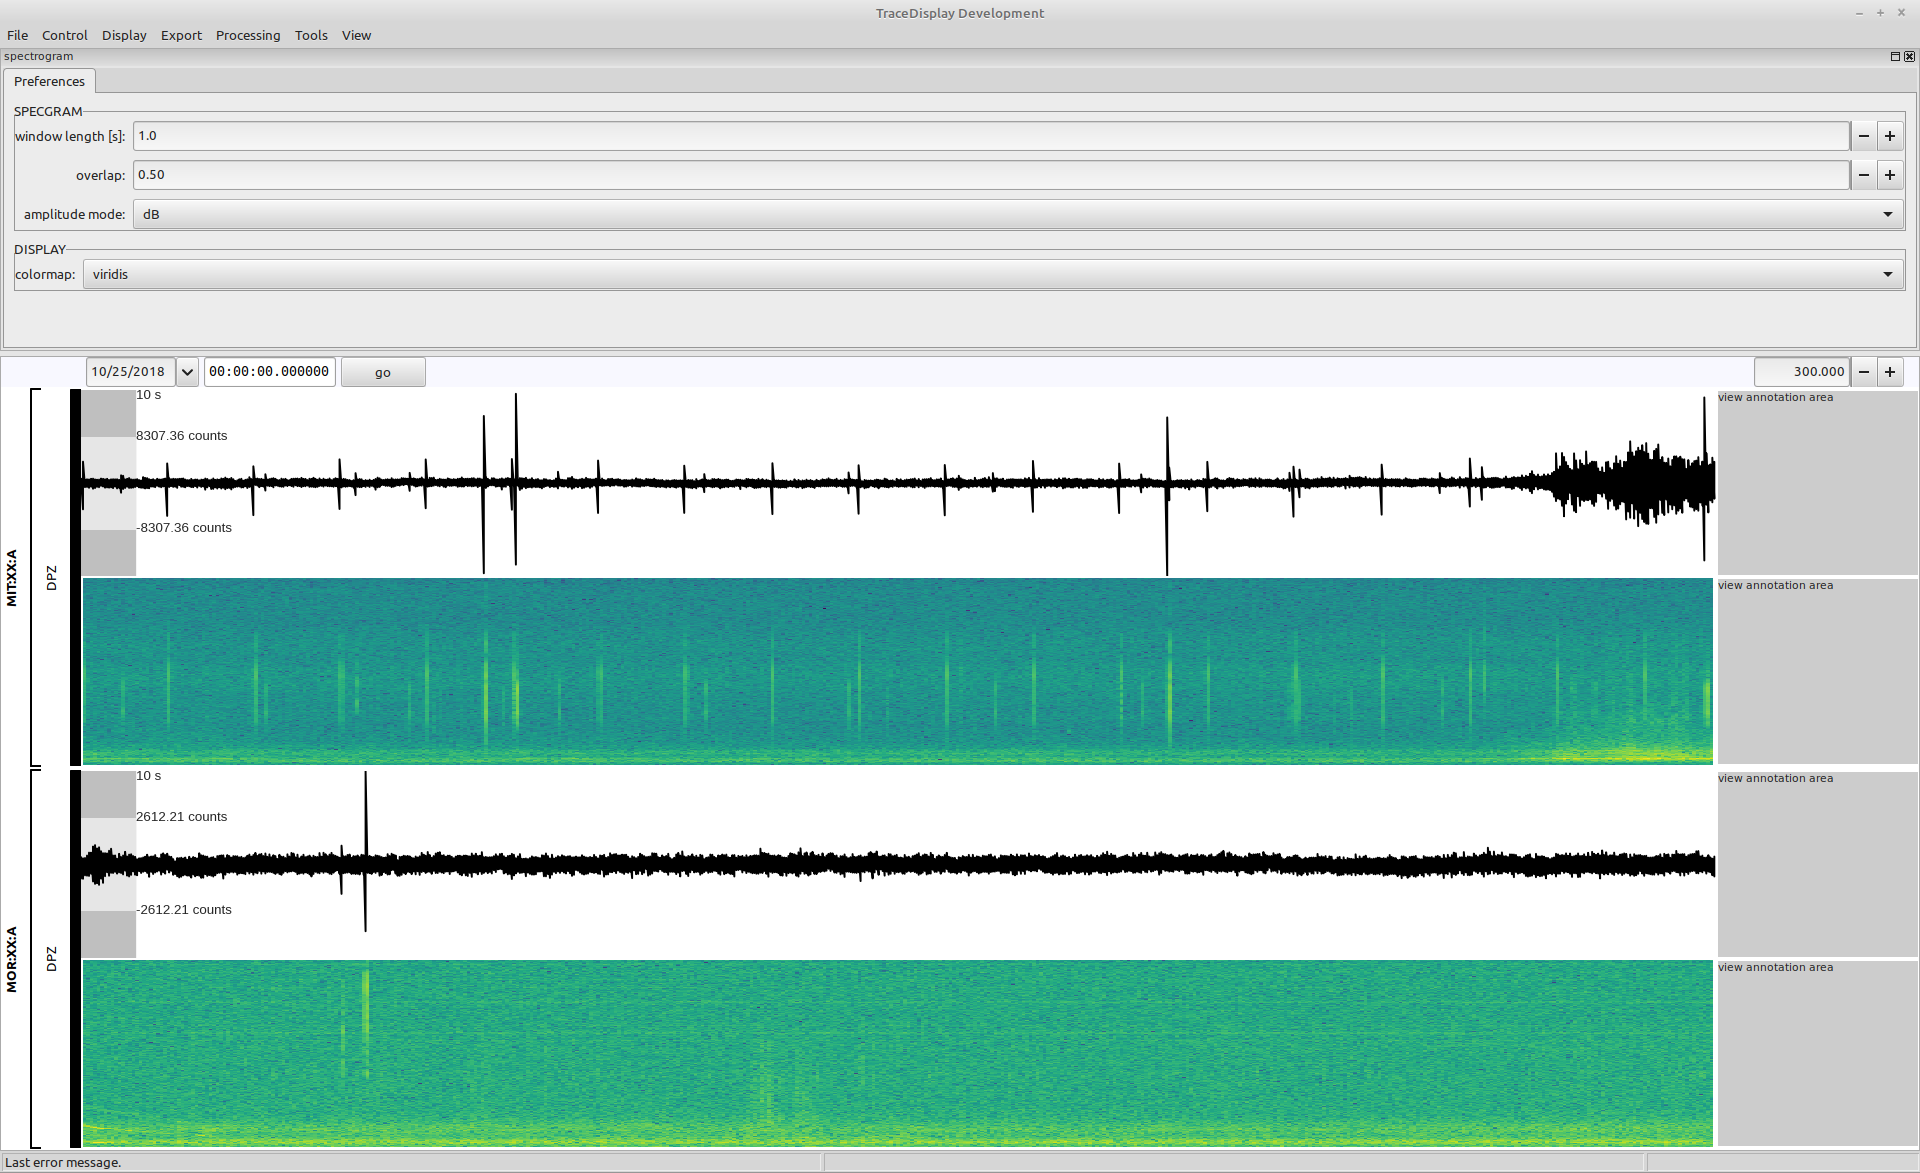 TraceDisplay Development
File Control Display Export Processing Tools View
spectrogram
Preferences
SPECGRAM
window length [s]: 1.0
overlap: 0.50
amplitude mode: dB
DISPLAY
colormap: viridis
10/25/2018 00:00:00.000000 go 300.000
MIT:XX:A
DPZ
10 s
8307.36 counts
-8307.36 counts
view annotation area
view annotation area
MOR:XX:A
DPZ
10 s
2612.21 counts
-2612.21 counts
view annotation area
view annotation area
Last error message.